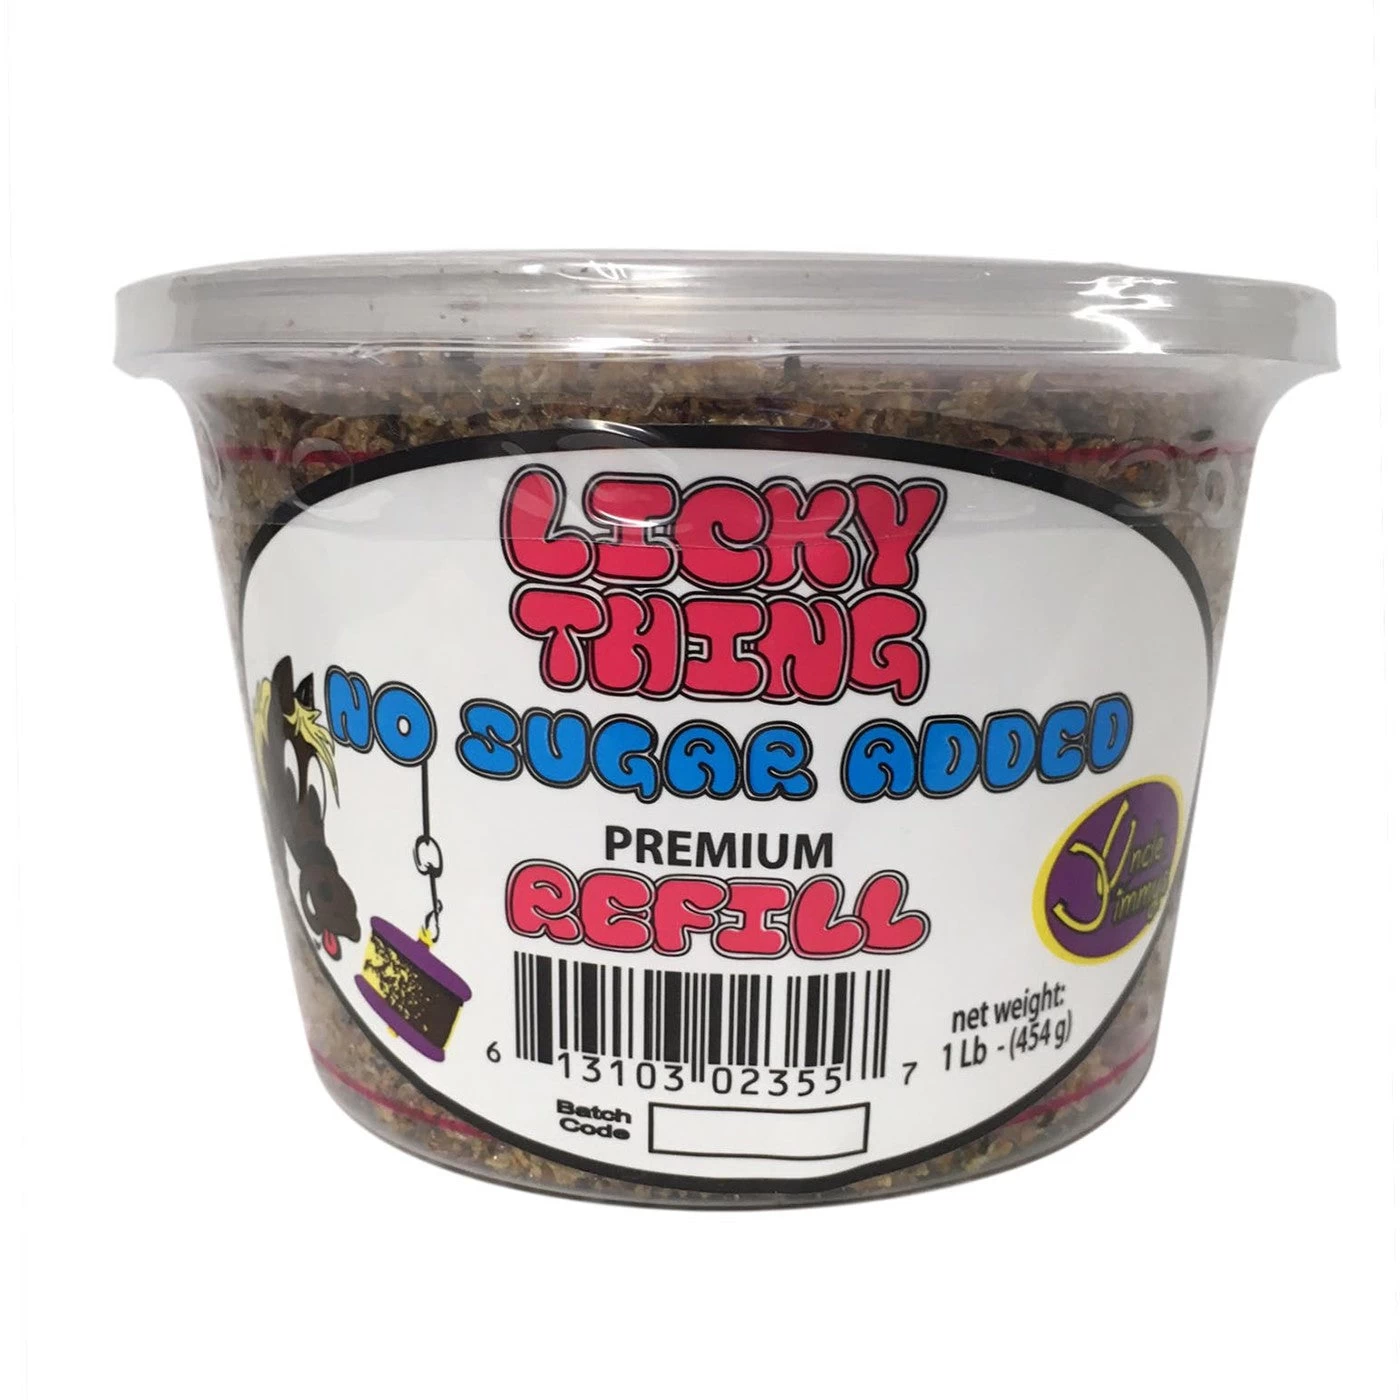 LICKY
THING
NO SUGAR ADDED
PREMIUM
REFILL
Uncle
Jimmy's
net weight:
1 Lb - (454 g)
6 13103 02355 7
Batch
Code